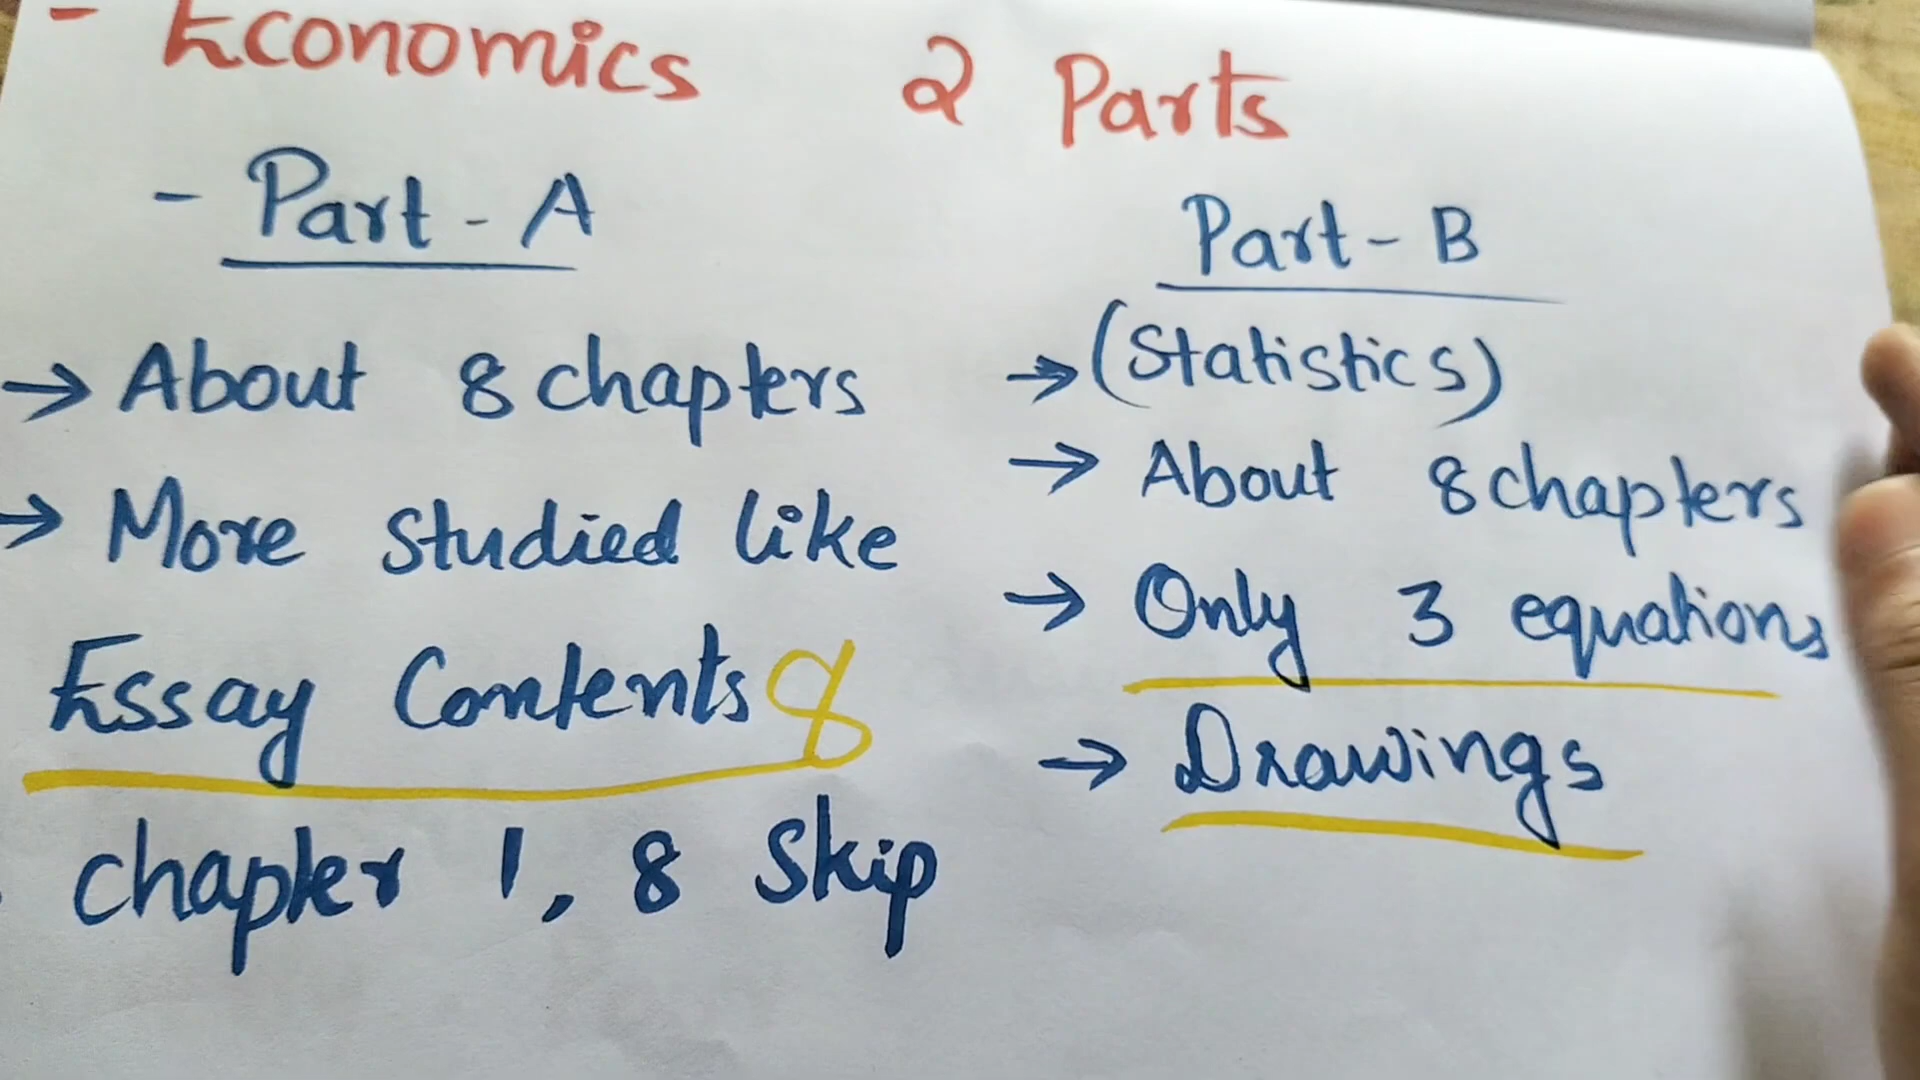 - Economics 2 Parts
- Part - A
→ About 8 chapters
→ More studied like
Essay Contents 8
chapter 1, 8 Skip
Part - B
→ (Statistics)
→ About 8 chapters
→ Only 3 equations
→ Drawings